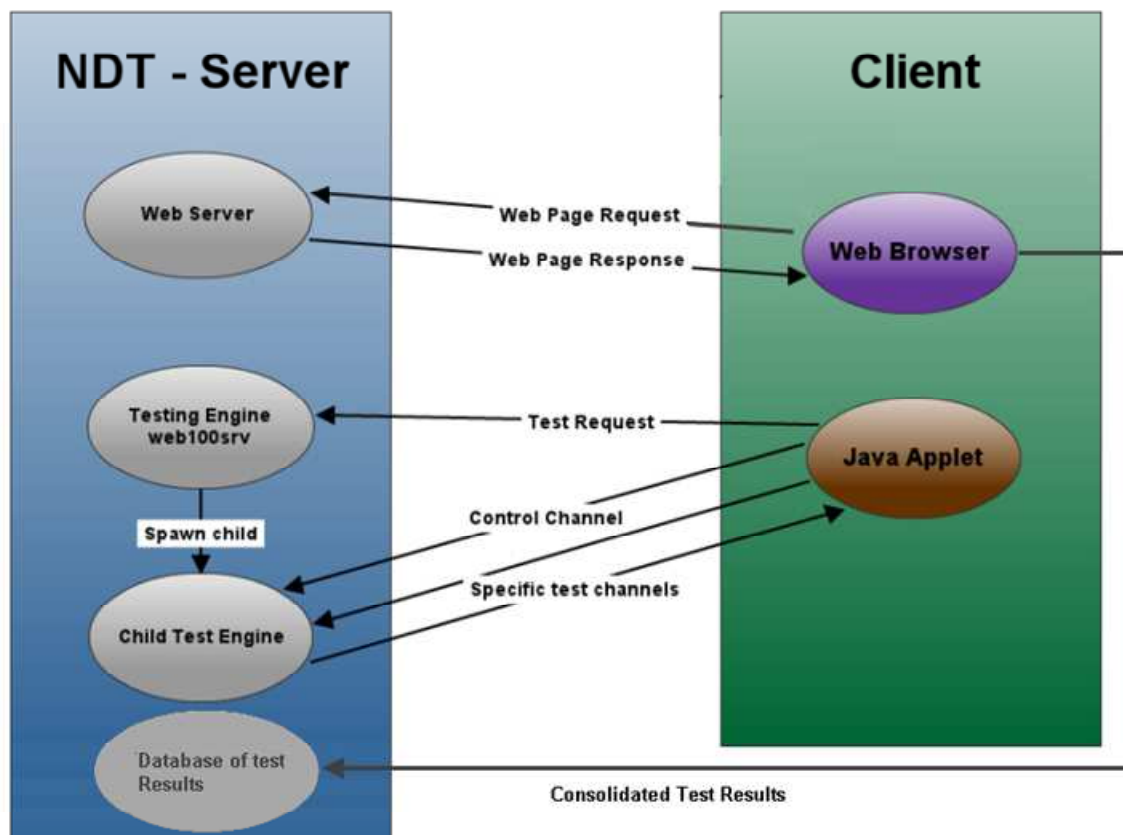 NDT - Server
Client
Web Server
Web Page Request
Web Browser
Web Page Response
Testing Engine
web100srv
Test Request
Java Applet
Spawn child
Control Channel
Specific test channels
Child Test Engine
Database of test
Results
Consolidated Test Results